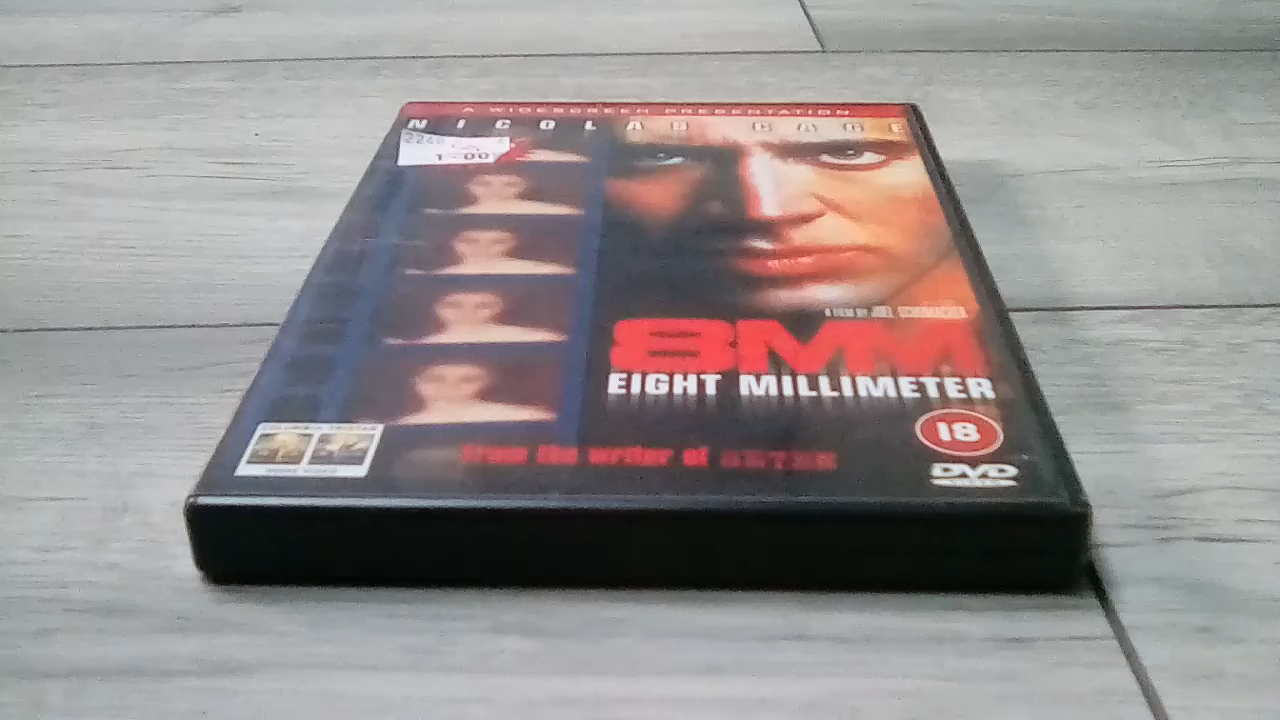 A WIDESCREEN PRESENTATION
NICOLAS CAGE
1.00
A FILM BY JOEL SCHUMACHER
8MM
EIGHT MILLIMETER
18
from the writer of SE7EN
DVD